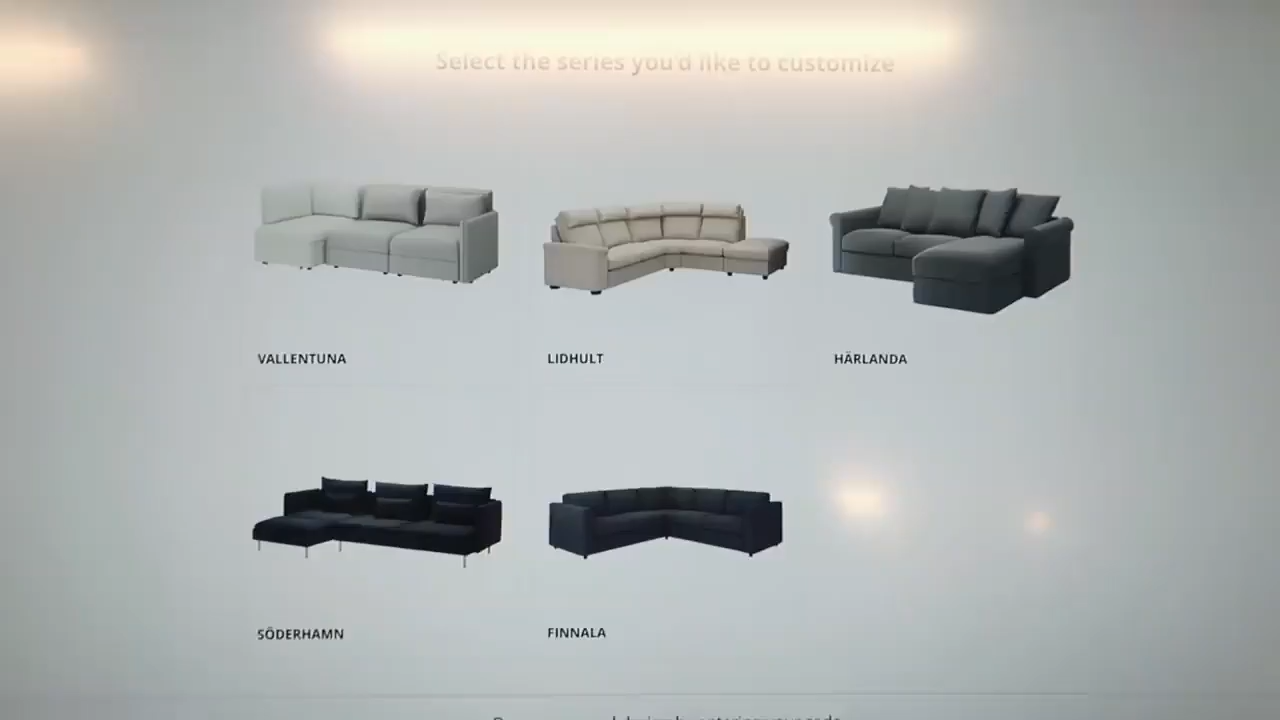 Select the series you'd like to customize
VALLENTUNA
LIDHULT
HÄRLANDA
SÖDERHAMN
FINNALA